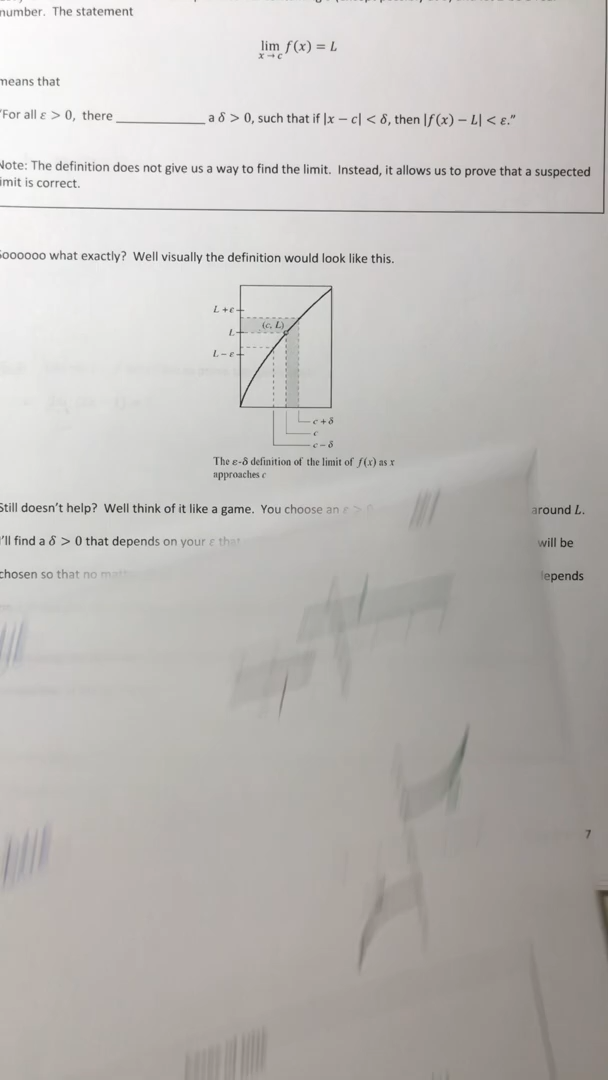 number. The statement
lim f(x) = L
x→c
means that
"For all ε > 0, there ____________ a δ > 0, such that if |x − c| < δ, then |f(x) − L| < ε."
Note: The definition does not give us a way to find the limit. Instead, it allows us to prove that a suspected
limit is correct.
Soooooo what exactly? Well visually the definition would look like this.
L + ε
(c, L)
L
L − ε
c + δ
c
c − δ
The ε-δ definition of the limit of f(x) as x
approaches c
Still doesn't help? Well think of it like a game. You choose an ε > around L.
I'll find a δ > 0 that depends on your ε that will be
chosen so that no depends
7